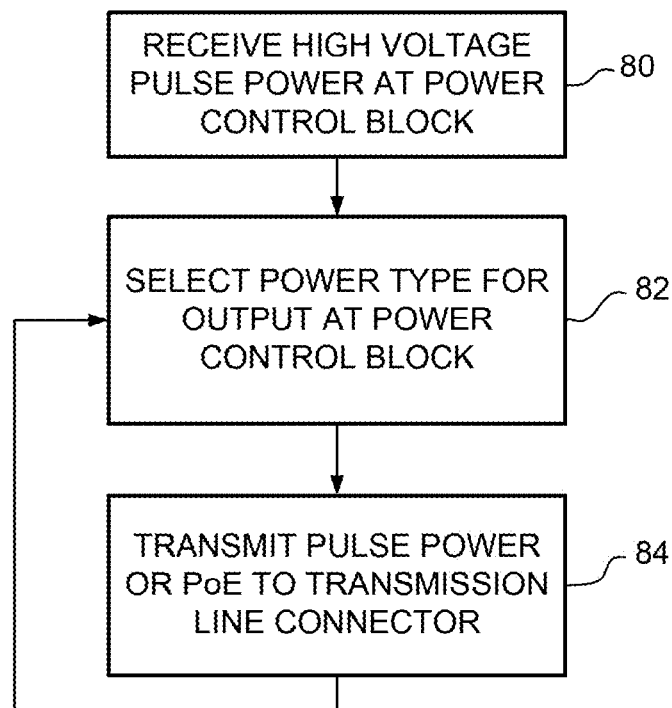 RECEIVE HIGH VOLTAGE
PULSE POWER AT POWER
CONTROL BLOCK
80
SELECT POWER TYPE FOR
OUTPUT AT POWER
CONTROL BLOCK
82
TRANSMIT PULSE POWER
OR PoE TO TRANSMISSION
LINE CONNECTOR
84